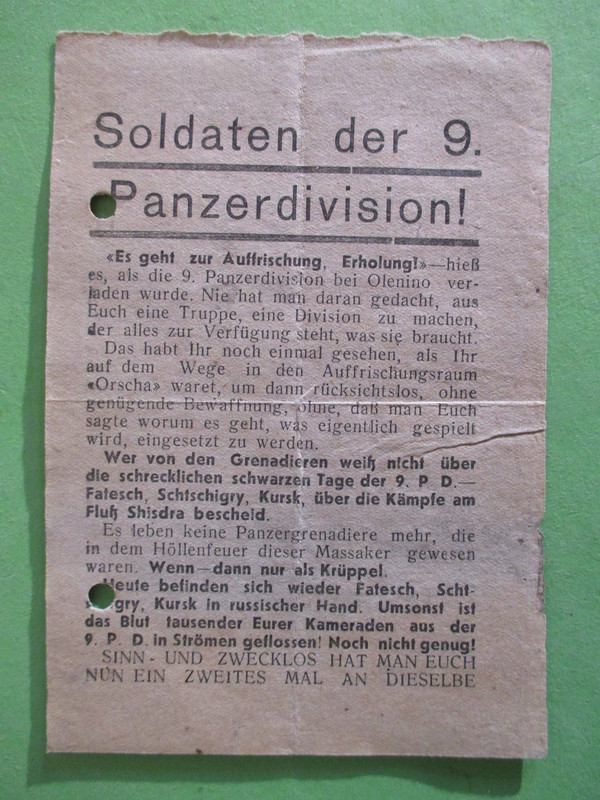 Soldaten der 9.
Panzerdivision!
«Es geht zur Auffrischung, Erholung!»—hieß
es, als die 9. Panzerdivision bei Olenino ver-
laden wurde. Nie hat man daran gedacht, aus
Euch eine Truppe, eine Division zu machen,
der alles zur Verfügung steht, was sie braucht.
Das habt Ihr noch einmal gesehen, als Ihr
auf dem Wege in den Auffrischungsraum
«Orscha» waret, um dann rücksichtslos, ohne
genügende Bewaffnung, ohne, daß man Euch
sagte worum es geht, was eigentlich gespielt
wird, eingesetzt zu werden.
Wer von den Grenadieren weiß nicht über
die schrecklichen schwarzen Tage der 9. P. D.—
Fatesch, Schtschigry, Kursk, über die Kämpfe am
Fluß Shisdra bescheid.
Es leben keine Panzergrenadiere mehr, die
in dem Höllenfeuer dieser Massaker gewesen
waren. Wenn—dann nur als Krüppel.
Heute befinden sich wieder Fatesch, Scht-
schigry, Kursk in russischer Hand. Umsonst ist
das Blut tausender Eurer Kameraden aus der
9. P. D. in Strömen geflossen! Noch nicht genug!
SINN- UND ZWECKLOS HAT MAN EUCH
NUN EIN ZWEITES MAL AN DIESELBE